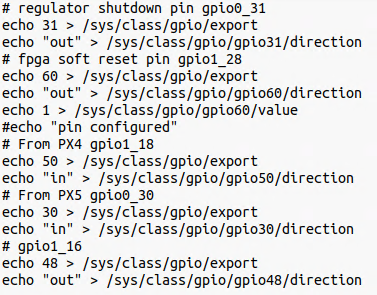 # regulator shutdown pin gpio0_31
echo 31 > /sys/class/gpio/export
echo "out" > /sys/class/gpio/gpio31/direction
# fpga soft reset pin gpio1_28
echo 60 > /sys/class/gpio/export
echo "out" > /sys/class/gpio/gpio60/direction
echo 1 > /sys/class/gpio/gpio60/value
#echo "pin configured"
# From PX4 gpio1_18
echo 50 > /sys/class/gpio/export
echo "in" > /sys/class/gpio/gpio50/direction
# From PX5 gpio0_30
echo 30 > /sys/class/gpio/export
echo "in" > /sys/class/gpio/gpio30/direction
# gpio1_16
echo 48 > /sys/class/gpio/export
echo "out" > /sys/class/gpio/gpio48/direction